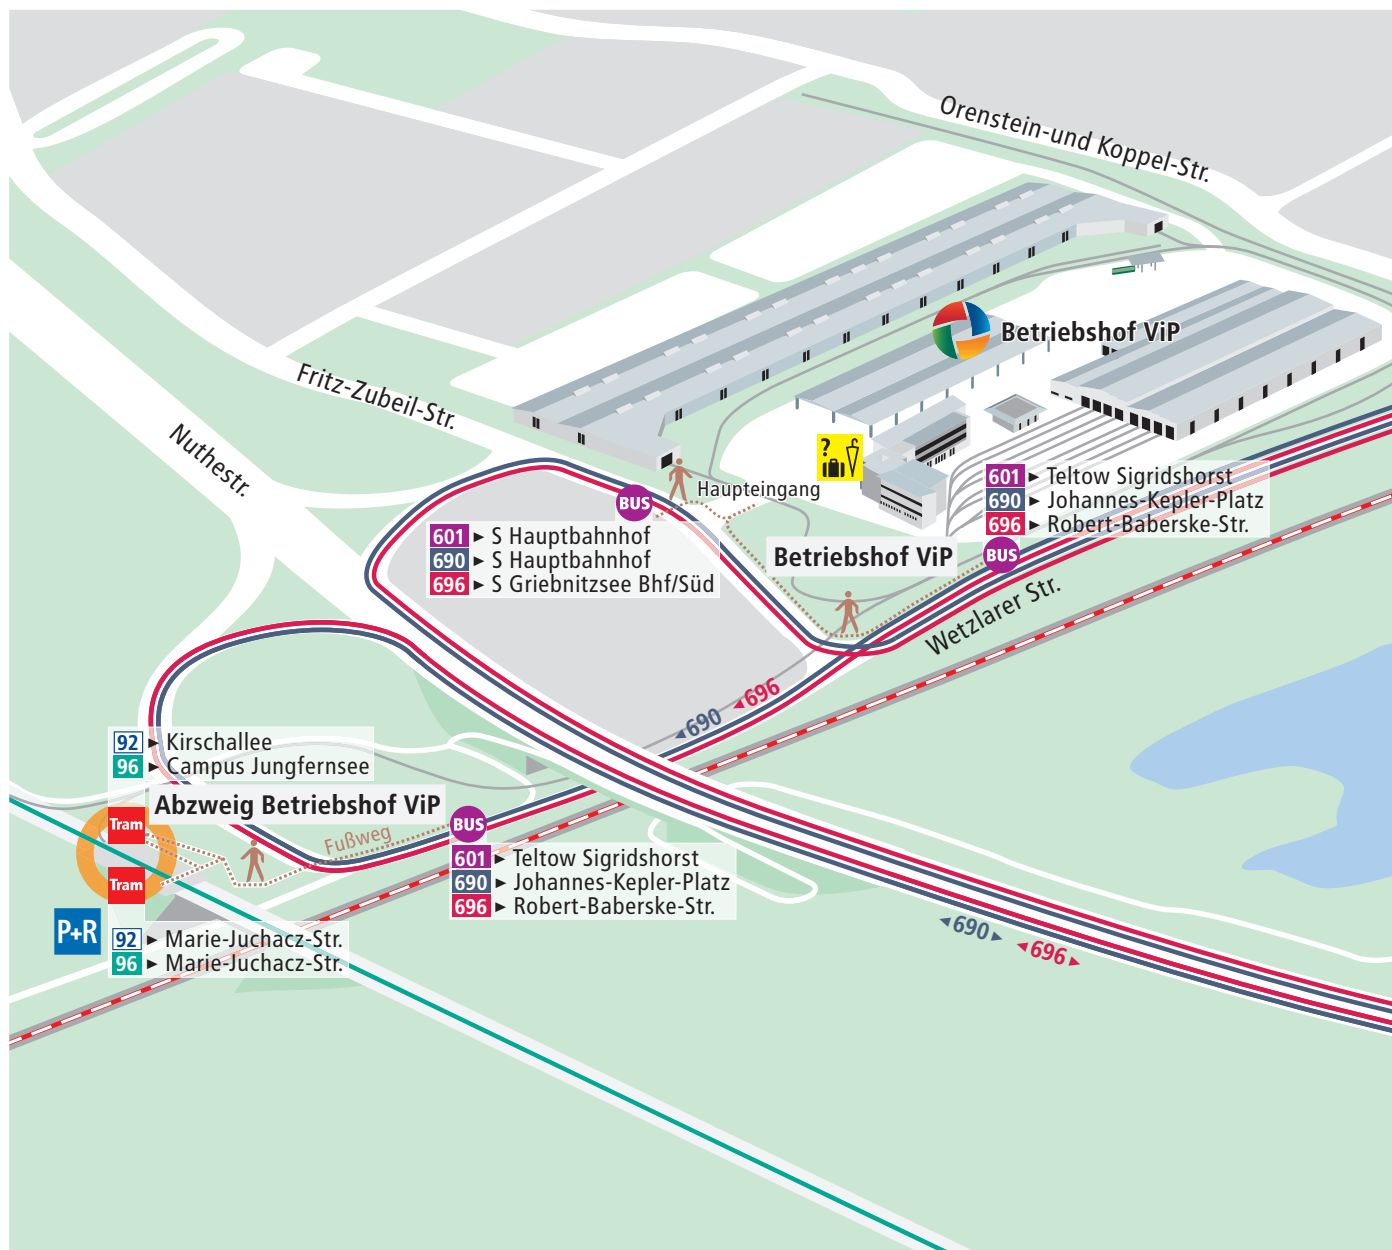 Orenstein-und Koppel-Str.
Betriebshof ViP
Fritz-Zubeil-Str.
Nuthestr.
?
Haupteingang
BUS
601 ► S Hauptbahnhof
690 ► S Hauptbahnhof
696 ► S Griebnitzsee Bhf/Süd
601 ► Teltow Sigridshorst
690 ► Johannes-Kepler-Platz
696 ► Robert-Baberske-Str.
Betriebshof ViP
BUS
Wetzlarer Str.
◄696
◄690
92 ► Kirschallee
96 ► Campus Jungfernsee
Abzweig Betriebshof ViP
Tram
Fußweg
BUS
601 ► Teltow Sigridshorst
690 ► Johannes-Kepler-Platz
696 ► Robert-Baberske-Str.
Tram
P+R
92 ► Marie-Juchacz-Str.
96 ► Marie-Juchacz-Str.
◄690►
◄696►